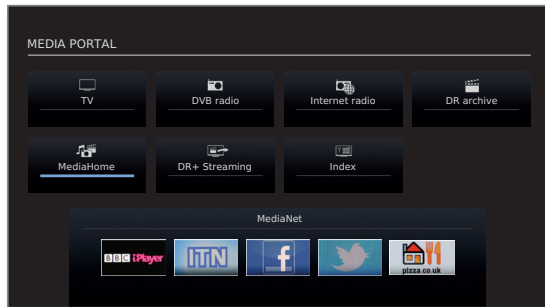 MEDIA PORTAL
TV
DVB radio
Internet radio
DR archive
MediaHome
DR+ Streaming
Index
MediaNet
BBC iPlayer
ITN
f
pizza.co.uk